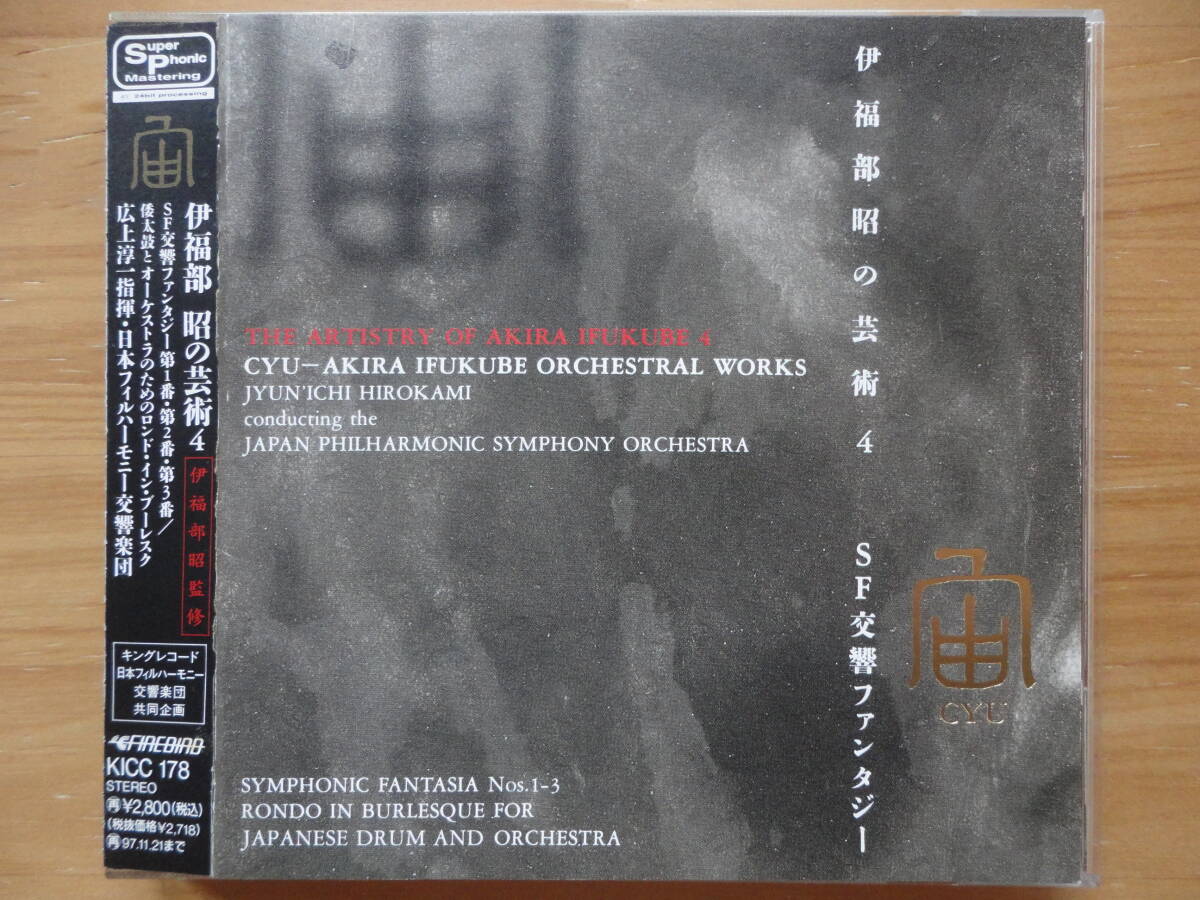 Super
Phonic
Mastering
24bit processing
宙
伊福部 昭の芸術4
伊福部昭監修
SF交響ファンタジー第1番・第2番・第3番/
倭太鼓とオーケストラのためのロンド・イン・ブーレスク
広上淳一指揮・日本フィルハーモニー交響楽団
キングレコード
日本フィルハーモニー
交響楽団
共同企画
FIREBIRD
KICC 178
STEREO
再¥2,800(税込)
(税抜価格¥2,718)
再97.11.21まで
伊福部昭の芸術 4 SF交響ファンタジー
THE ARTISTRY OF AKIRA IFUKUBE 4
CYU－AKIRA IFUKUBE ORCHESTRAL WORKS
JYUN'ICHI HIROKAMI
conducting the
JAPAN PHILHARMONIC SYMPHONY ORCHESTRA
宙
CYU
SYMPHONIC FANTASIA Nos.1-3
RONDO IN BURLESQUE FOR
JAPANESE DRUM AND ORCHESTRA